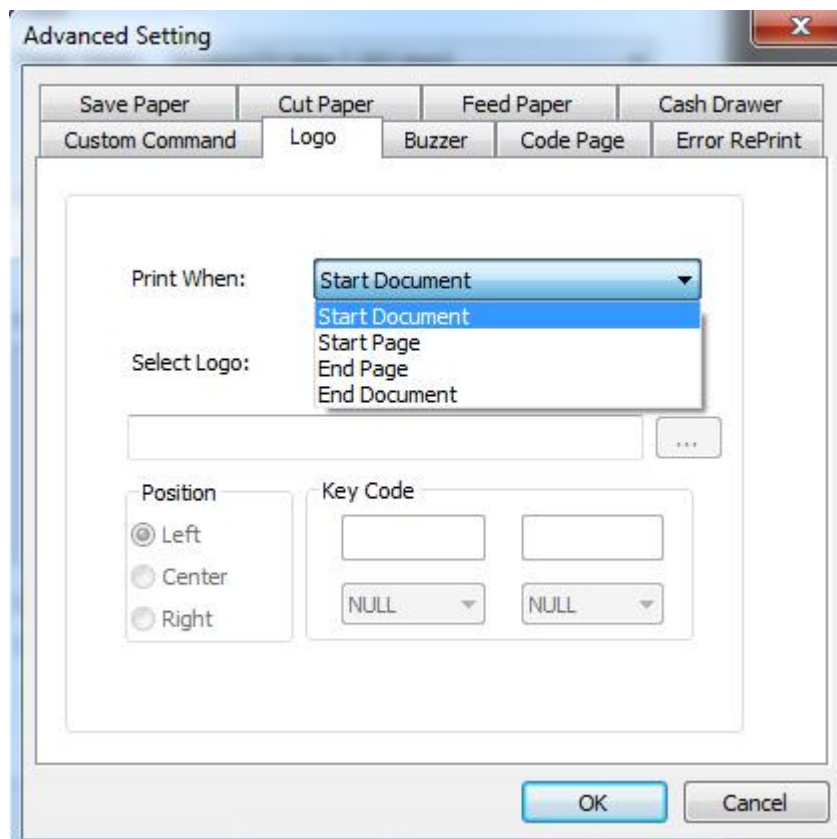 Advanced Setting
Save Paper Cut Paper Feed Paper Cash Drawer
Custom Command Logo Buzzer Code Page Error RePrint
Print When: Start Document
Start Document
Start Page
Select Logo:
End Page
End Document
...
Position Key Code
Left
Center
Right
NULL NULL
OK Cancel